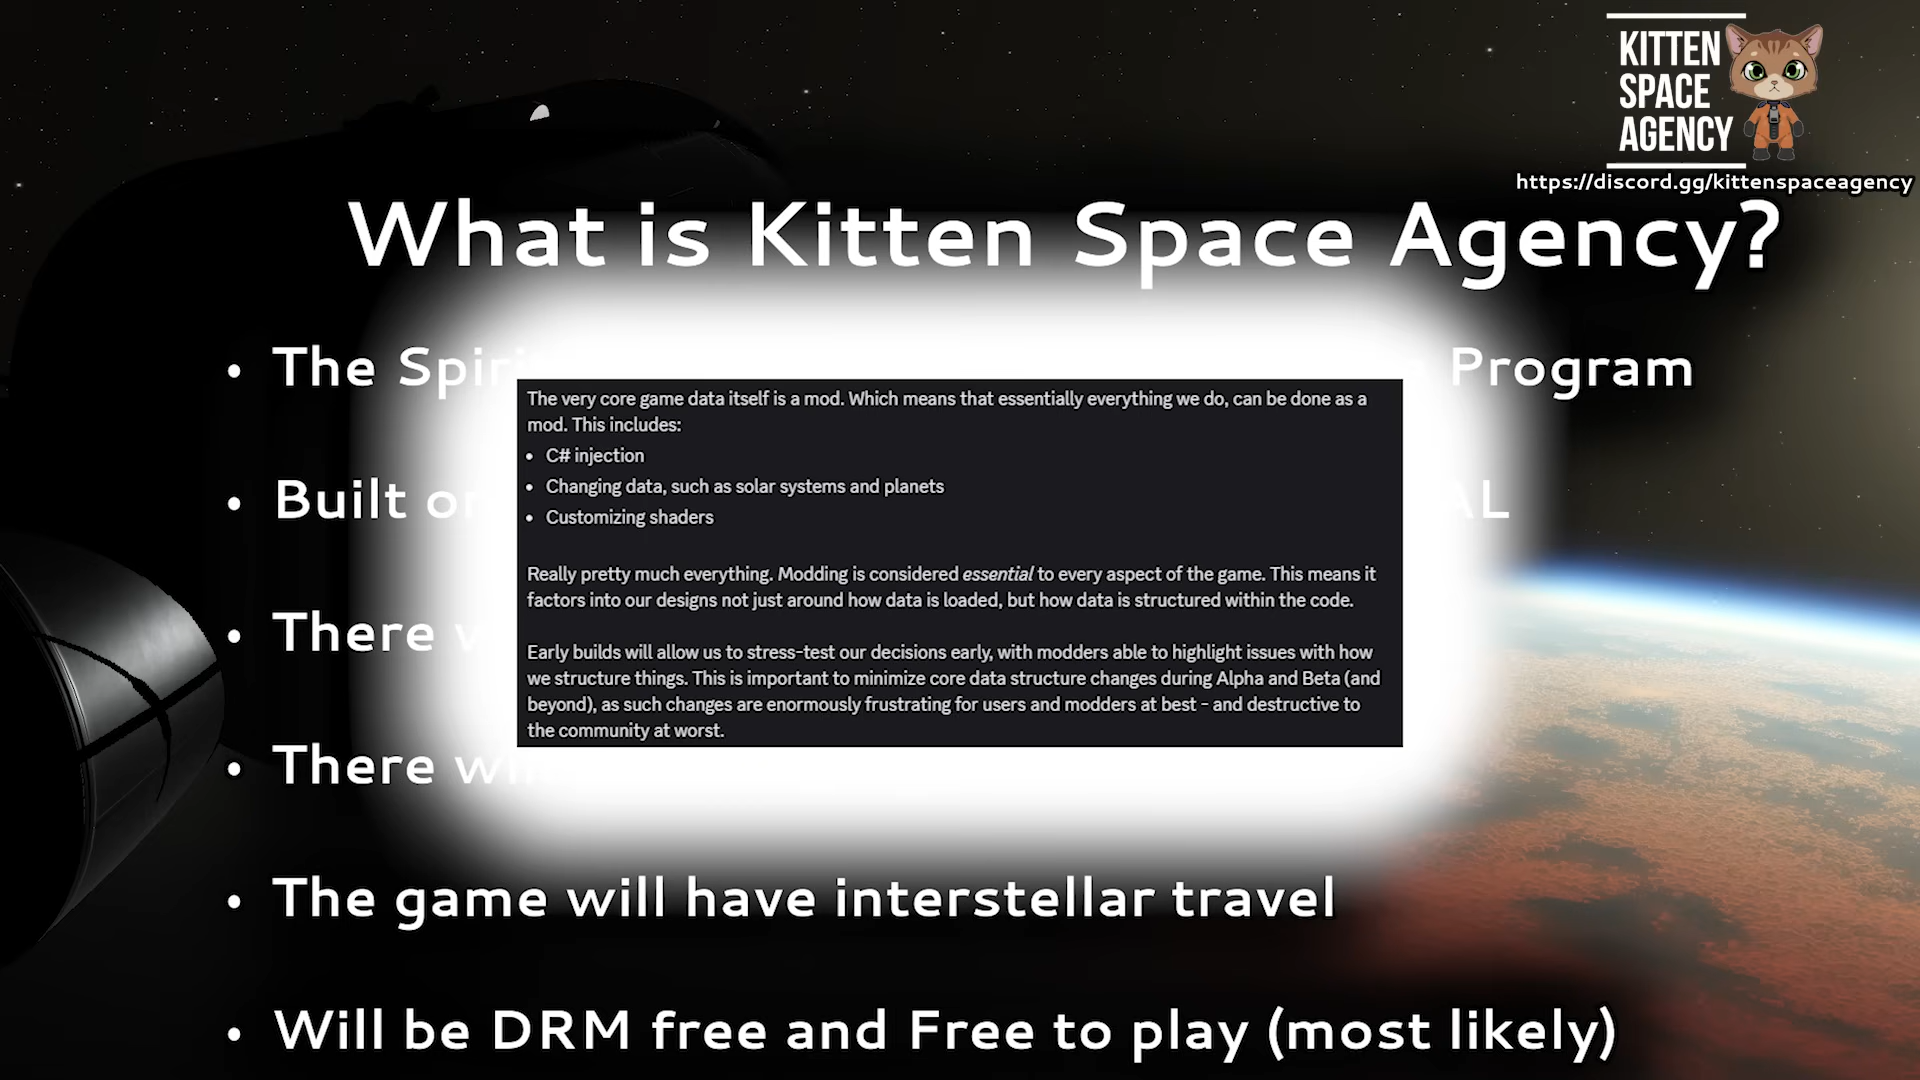 KITTEN
SPACE
AGENCY
https://discord.gg/kittenspaceagency
What is Kitten Space Agency?
• The Program
The very core game data itself is a mod. Which means that essentially everything we do, can be done as a
mod. This includes:
• C# injection
• Changing data, such as solar systems and planets
• Customizing shaders
Really pretty much everything. Modding is considered essential to every aspect of the game. This means it
factors into our designs not just around how data is loaded, but how data is structured within the code.
Early builds will allow us to stress-test our decisions early, with modders able to highlight issues with how
we structure things. This is important to minimize core data structure changes during Alpha and Beta (and
beyond), as such changes are enormously frustrating for users and modders at best - and destructive to
the community at worst.
• Built
• There
• There
• The game will have interstellar travel
• Will be DRM free and Free to play (most likely)